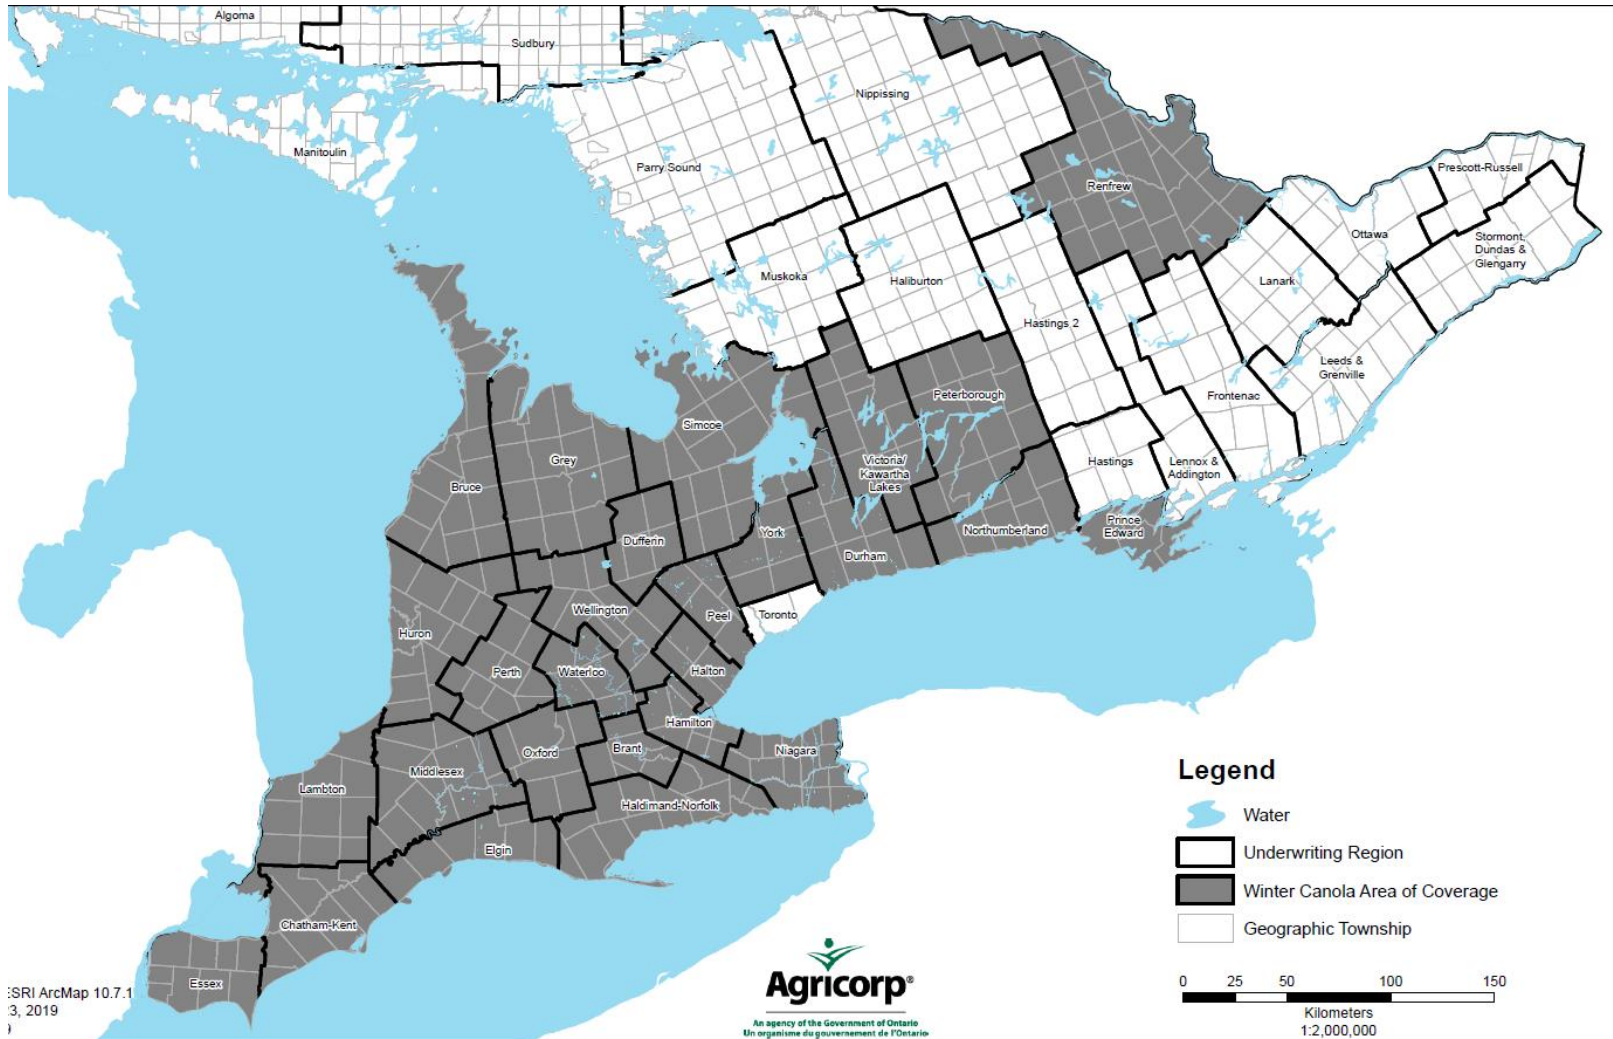 Algoma
Sudbury
Nippissing
Manitoulin
Parry Sound
Renfrew
Prescott-Russell
Ottawa
Stormont,
Dundas &
Glengarry
Muskoka
Haliburton
Lanark
Hastings 2
Leeds &
Grenville
Frontenac
Peterborough
Simcoe
Grey
Bruce
Victoria/
Kawartha
Lakes
Hastings
Lennox &
Addington
Prince
Edward
Northumberland
York
Durham
Dufferin
Wellington
Peel
Toronto
Huron
Perth
Waterloo
Halton
Hamilton
Niagara
Brant
Oxford
Middlesex
Lambton
Haldimand-Norfolk
Elgin
Chatham-Kent
Essex
Legend
Water
Underwriting Region
Winter Canola Area of Coverage
Geographic Township
0 25 50 100 150
Kilometers
1:2,000,000
Agricorp®
An agency of the Government of Ontario
Un organisme du gouvernement de l'Ontario
ESRI ArcMap 10.7.1
3, 2019